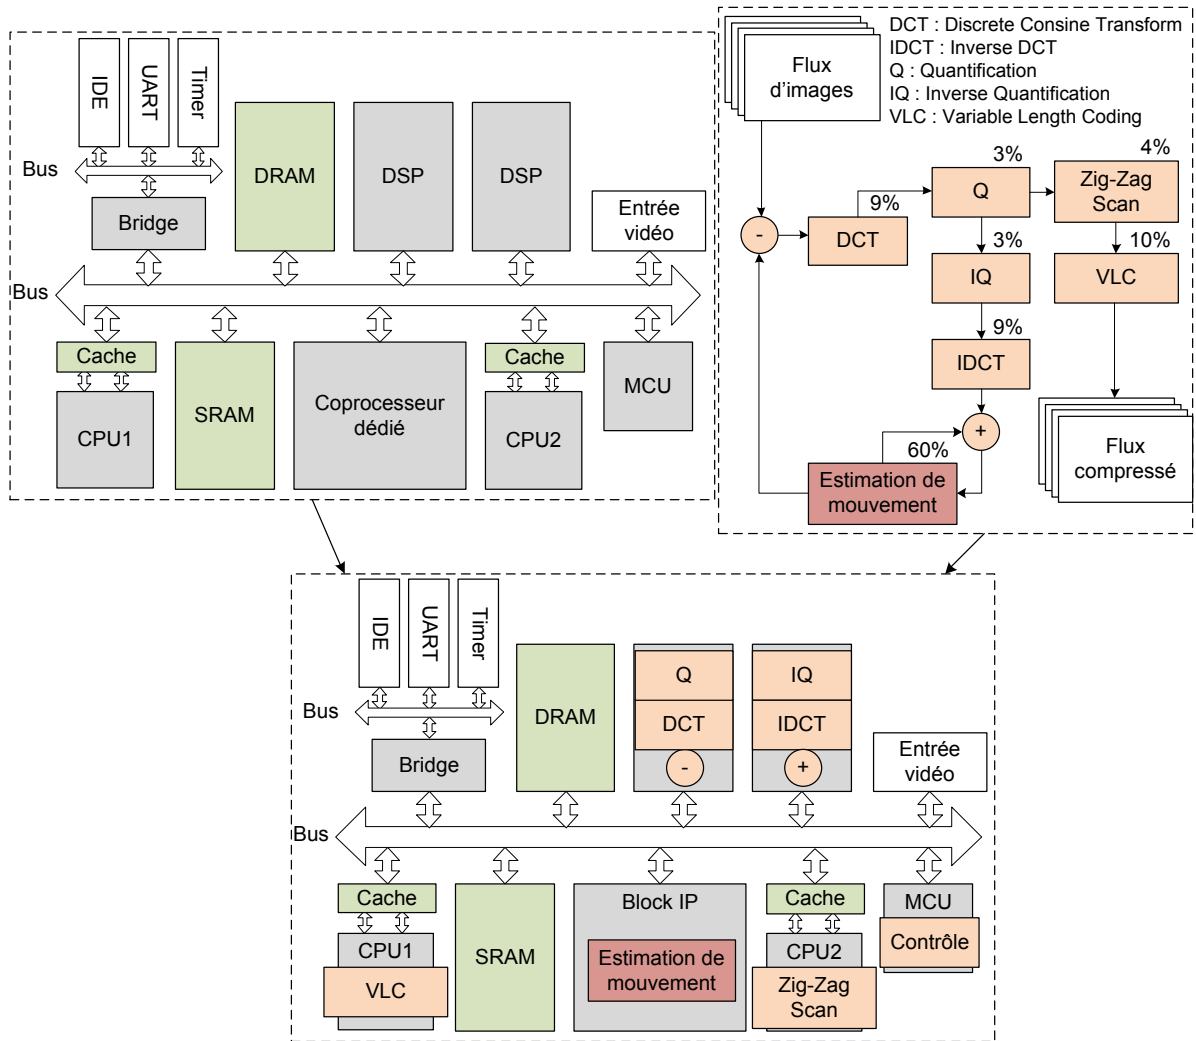 IDE
UART
Timer
Bus
Bridge
DRAM
DSP
DSP
Entrée
vidéo
Bus
Cache
CPU1
SRAM
Coprocesseur
dédié
Cache
CPU2
MCU
Flux
d'images
DCT : Discrete Consine Transform
IDCT : Inverse DCT
Q : Quantification
IQ : Inverse Quantification
VLC : Variable Length Coding
-
9%
DCT
3%
Q
4%
Zig-Zag
Scan
3%
IQ
10%
VLC
9%
IDCT
+
60%
Estimation de
mouvement
Flux
compressé
IDE
UART
Timer
Bus
Bridge
DRAM
Q
DCT
-
IQ
IDCT
+
Entrée
vidéo
Bus
Cache
CPU1
VLC
SRAM
Block IP
Estimation de
mouvement
Cache
CPU2
Zig-Zag
Scan
MCU
Contrôle